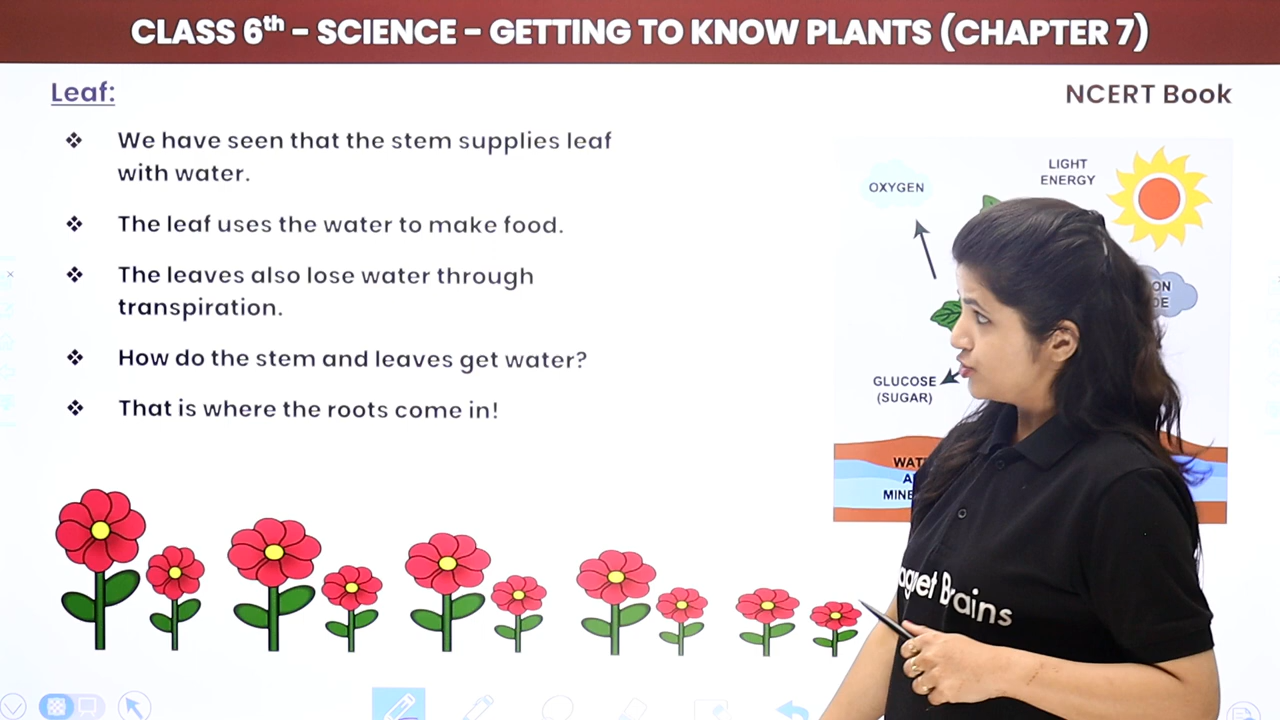 CLASS 6th – SCIENCE – GETTING TO KNOW PLANTS (CHAPTER 7)
Leaf:
NCERT Book
❖ We have seen that the stem supplies leaf
with water.
❖ The leaf uses the water to make food.
❖ The leaves also lose water through
transpiration.
❖ How do the stem and leaves get water?
❖ That is where the roots come in!
OXYGEN
LIGHT
ENERGY
GLUCOSE
(SUGAR)
Brains